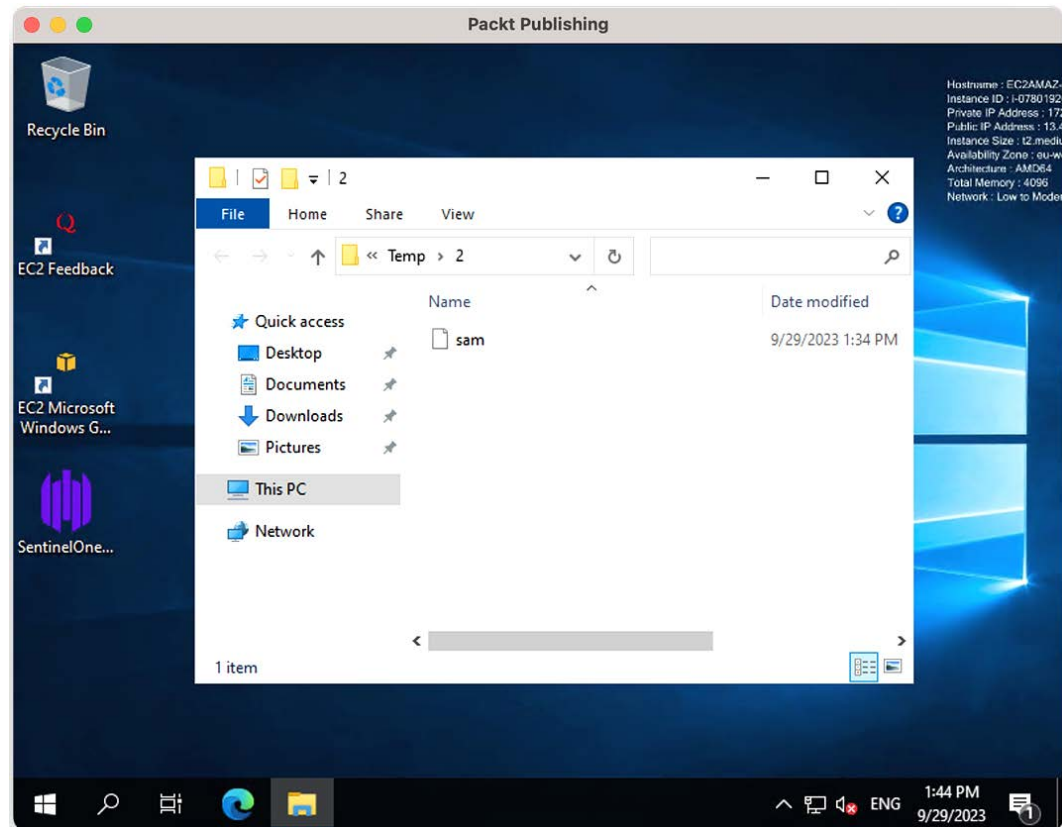 Packt Publishing
Recycle Bin
EC2 Feedback
EC2 Microsoft
Windows G...
SentinelOne...
Hostname : EC2AMAZ-
Instance ID : i-0780192
Private IP Address : 172
Public IP Address : 13.4
Instance Size : t2.mediu
Availability Zone : eu-w
Architecture : AMD64
Total Memory : 4096
Network : Low to Moder
2
File Home Share View
« Temp › 2
Name Date modified
sam 9/29/2023 1:34 PM
Quick access
Desktop
Documents
Downloads
Pictures
This PC
Network
1 item
ENG
1:44 PM
9/29/2023
1